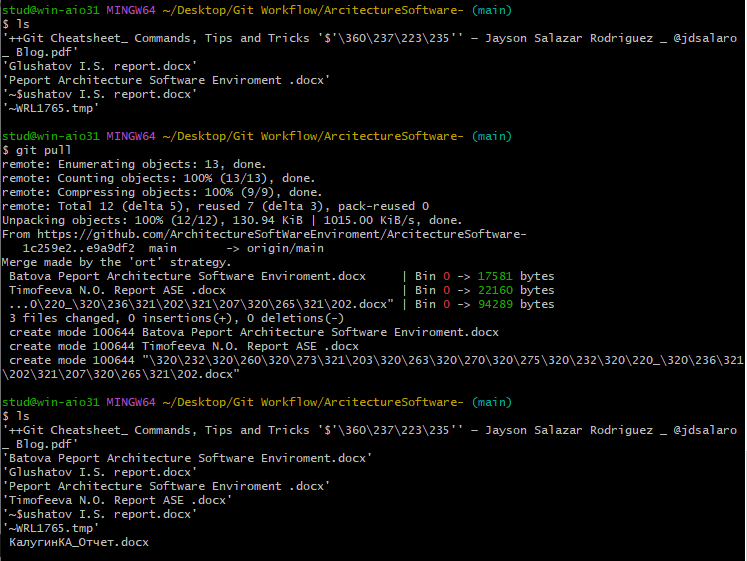 stud@win-aio31 MINGW64 ~/Desktop/Git Workflow/ArcitectureSoftware- (main)
$ ls
'++Git Cheatsheet_ Commands, Tips and Tricks '$'\360\237\223\235'' – Jayson Salazar Rodriguez _ @jdsalaro
_ Blog.pdf'
'Glushatov I.S. report.docx'
'Peport Architecture Software Enviroment .docx'
'~$ushatov I.S. report.docx'
'~WRL1765.tmp'
stud@win-aio31 MINGW64 ~/Desktop/Git Workflow/ArcitectureSoftware- (main)
$ git pull
remote: Enumerating objects: 13, done.
remote: Counting objects: 100% (13/13), done.
remote: Compressing objects: 100% (9/9), done.
remote: Total 12 (delta 5), reused 7 (delta 3), pack-reused 0
Unpacking objects: 100% (12/12), 130.94 KiB | 1015.00 KiB/s, done.
From https://github.com/ArchitectureSoftWareEnviroment/ArcitectureSoftware-
   1c259e2..e9a9df2  main       -> origin/main
Merge made by the 'ort' strategy.
 Batova Peport Architecture Software Enviroment.docx     | Bin 0 -> 17581 bytes
 Timofeeva N.O. Report ASE .docx                         | Bin 0 -> 22160 bytes
 ...0\220_\320\236\321\202\321\207\320\265\321\202.docx" | Bin 0 -> 94289 bytes
 3 files changed, 0 insertions(+), 0 deletions(-)
 create mode 100644 Batova Peport Architecture Software Enviroment.docx
 create mode 100644 Timofeeva N.O. Report ASE .docx
 create mode 100644 "\320\232\320\260\320\273\321\203\320\263\320\270\320\275\320\232\320\220_\320\236\321
\202\321\207\320\265\321\202.docx"
stud@win-aio31 MINGW64 ~/Desktop/Git Workflow/ArcitectureSoftware- (main)
$ ls
'++Git Cheatsheet_ Commands, Tips and Tricks '$'\360\237\223\235'' – Jayson Salazar Rodriguez _ @jdsalaro
_ Blog.pdf'
'Batova Peport Architecture Software Enviroment.docx'
'Glushatov I.S. report.docx'
'Peport Architecture Software Enviroment .docx'
'Timofeeva N.O. Report ASE .docx'
'~$ushatov I.S. report.docx'
'~WRL1765.tmp'
 КалугинКА_Отчет.docx